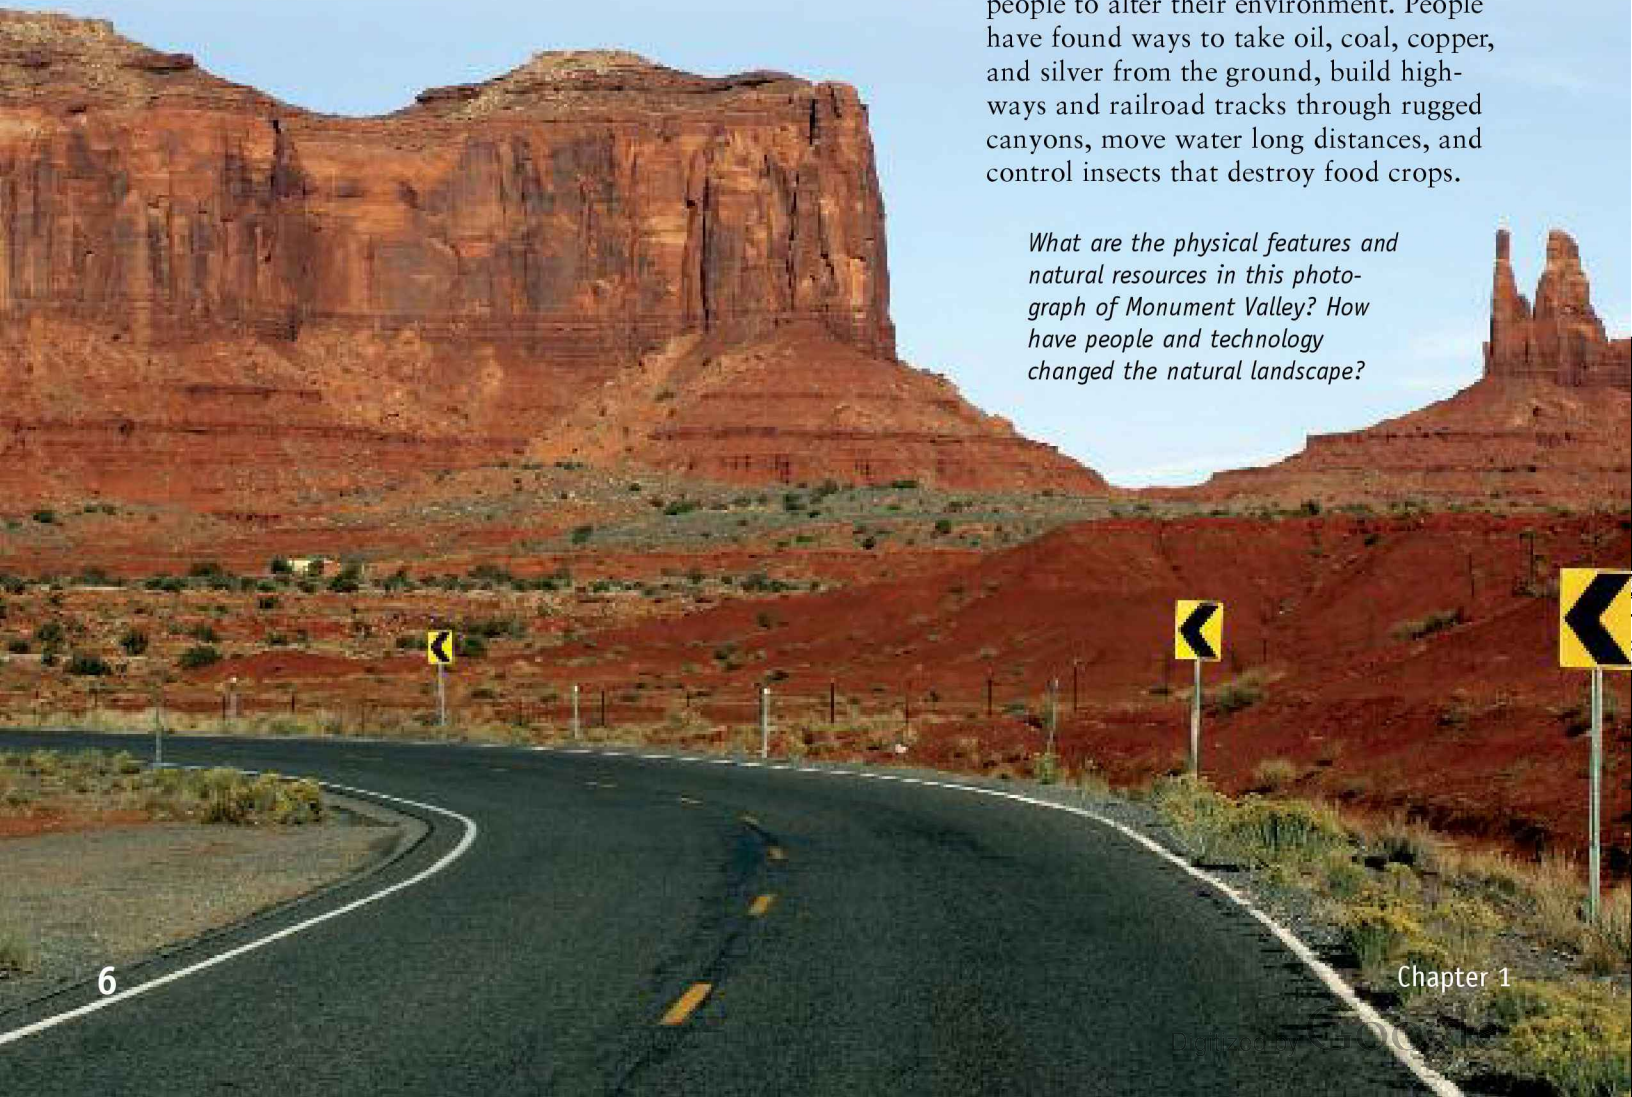 people to alter their environment. People
have found ways to take oil, coal, copper,
and silver from the ground, build high-
ways and railroad tracks through rugged
canyons, move water long distances, and
control insects that destroy food crops.
What are the physical features and
natural resources in this photo-
graph of Monument Valley? How
have people and technology
changed the natural landscape?
6
Chapter 1